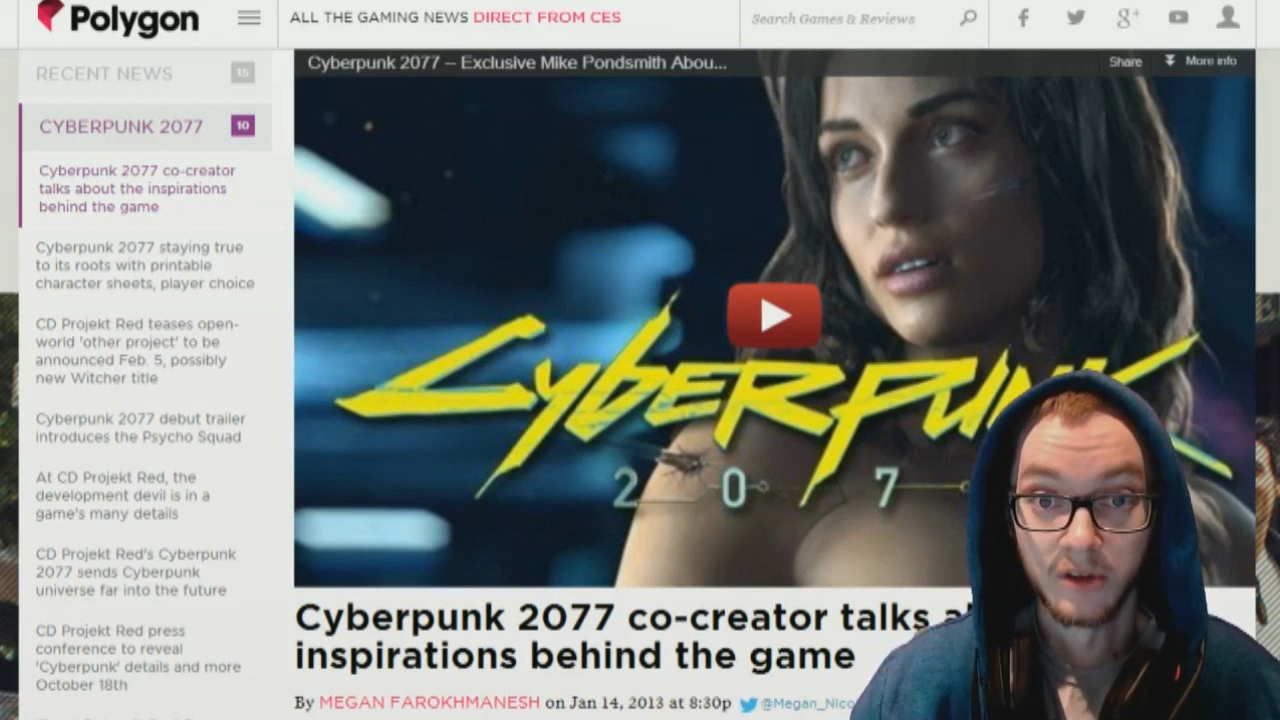 Polygon
ALL THE GAMING NEWS DIRECT FROM CES
Search Games & Reviews
RECENT NEWS 15
CYBERPUNK 2077 10
Cyberpunk 2077 co-creator
talks about the inspirations
behind the game
Cyberpunk 2077 staying true
to its roots with printable
character sheets, player choice
CD Projekt Red teases open-
world 'other project' to be
announced Feb. 5, possibly
new Witcher title
Cyberpunk 2077 debut trailer
introduces the Psycho Squad
At CD Projekt Red, the
development devil is in a
game's many details
CD Projekt Red's Cyberpunk
2077 sends Cyberpunk
universe far into the future
CD Projekt Red press
conference to reveal
'Cyberpunk' details and more
October 18th
Cyberpunk 2077 – Exclusive Mike Pondsmith Abou...
Share
More info
CYBERPUNK
2 0 7
Cyberpunk 2077 co-creator talks
inspirations behind the game
By MEGAN FAROKHMANESH on Jan 14, 2013 at 8:30p @Megan_Nico